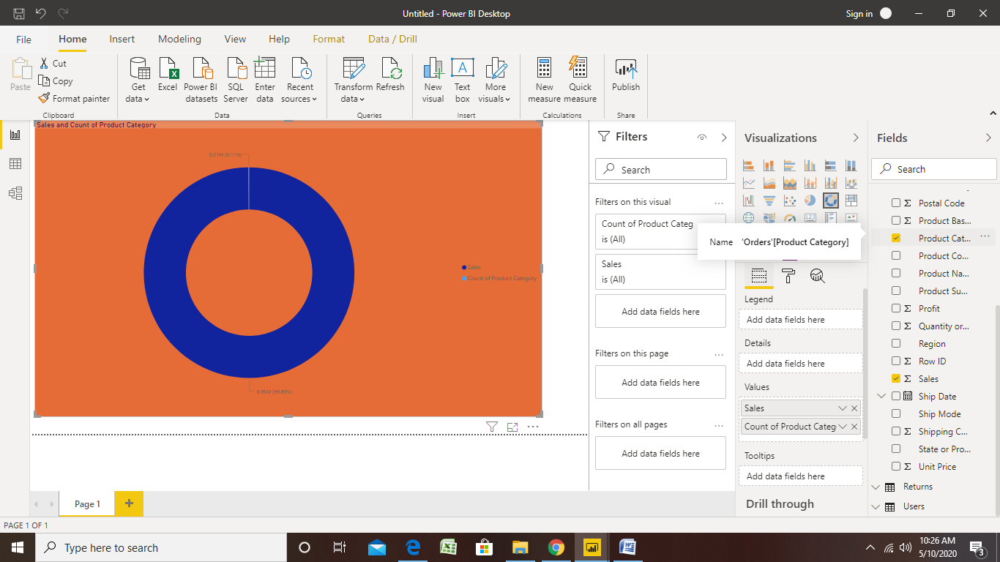 Untitled - Power BI Desktop
Sign in
File
Home
Insert
Modeling
View
Help
Format
Data / Drill
Paste
Cut
Copy
Format painter
Clipboard
Get data
Excel
Power BI datasets
SQL Server
Enter data
Recent sources
Data
Transform data
Refresh
Queries
New visual
Text box
More visuals
Insert
New measure
Quick measure
Calculations
Publish
Share
Sales and Count of Product Category
0.01M (0.11%)
8.95M (99.89%)
Sales
Count of Product Category
Filters
Search
Filters on this visual
Count of Product Categ
is (All)
Sales
is (All)
Add data fields here
Filters on this page
Add data fields here
Filters on all pages
Add data fields here
Visualizations
Name 'Orders'[Product Category]
Legend
Add data fields here
Details
Add data fields here
Values
Sales
Count of Product Categ
Tooltips
Add data fields here
Drill through
Fields
Search
Postal Code
Product Bas...
Product Cat...
Product Co...
Product Na...
Product Su...
Profit
Quantity or...
Region
Row ID
Sales
Ship Date
Ship Mode
Shipping C...
State or Pro...
Unit Price
Returns
Users
Page 1
PAGE 1 OF 1
Type here to search
10:26 AM
5/10/2020
3